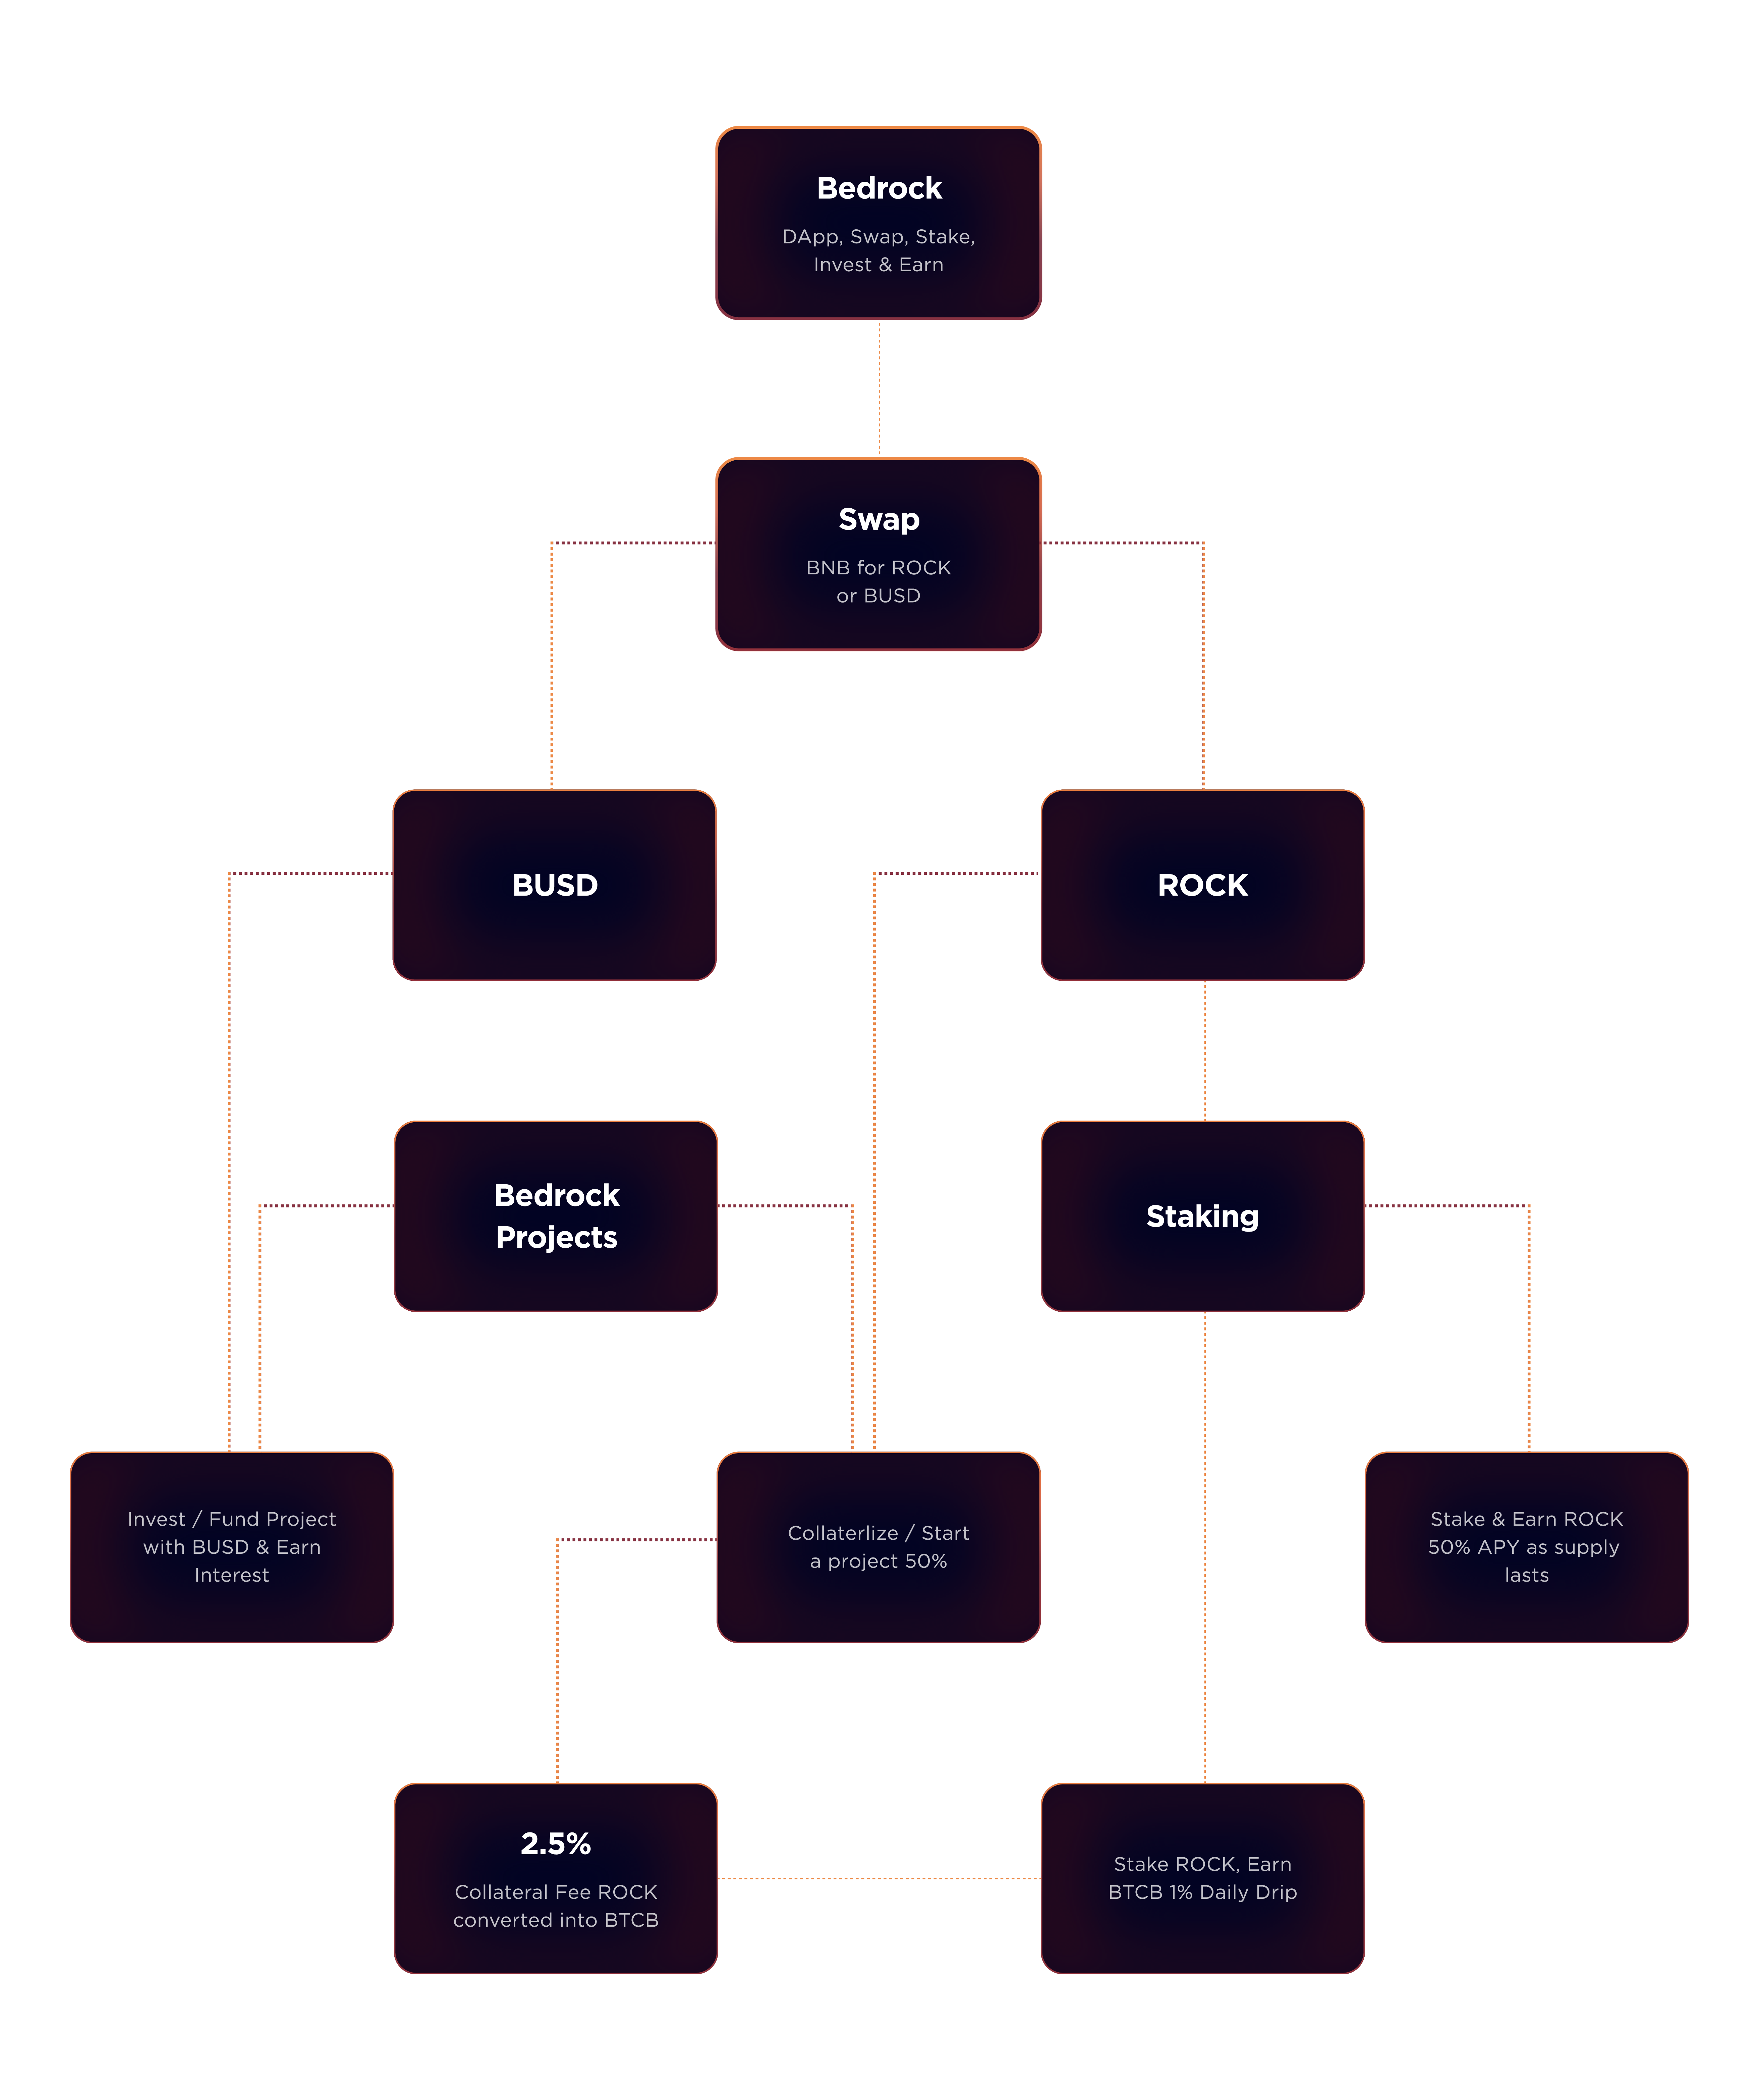 Bedrock
DApp, Swap, Stake,
Invest & Earn
Swap
BNB for ROCK
or BUSD
BUSD
ROCK
Bedrock
Projects
Staking
Invest / Fund Project
with BUSD & Earn
Interest
Collaterlize / Start
a project 50%
Stake & Earn ROCK
50% APY as supply
lasts
2.5%
Collateral Fee ROCK
converted into BTCB
Stake ROCK, Earn
BTCB 1% Daily Drip